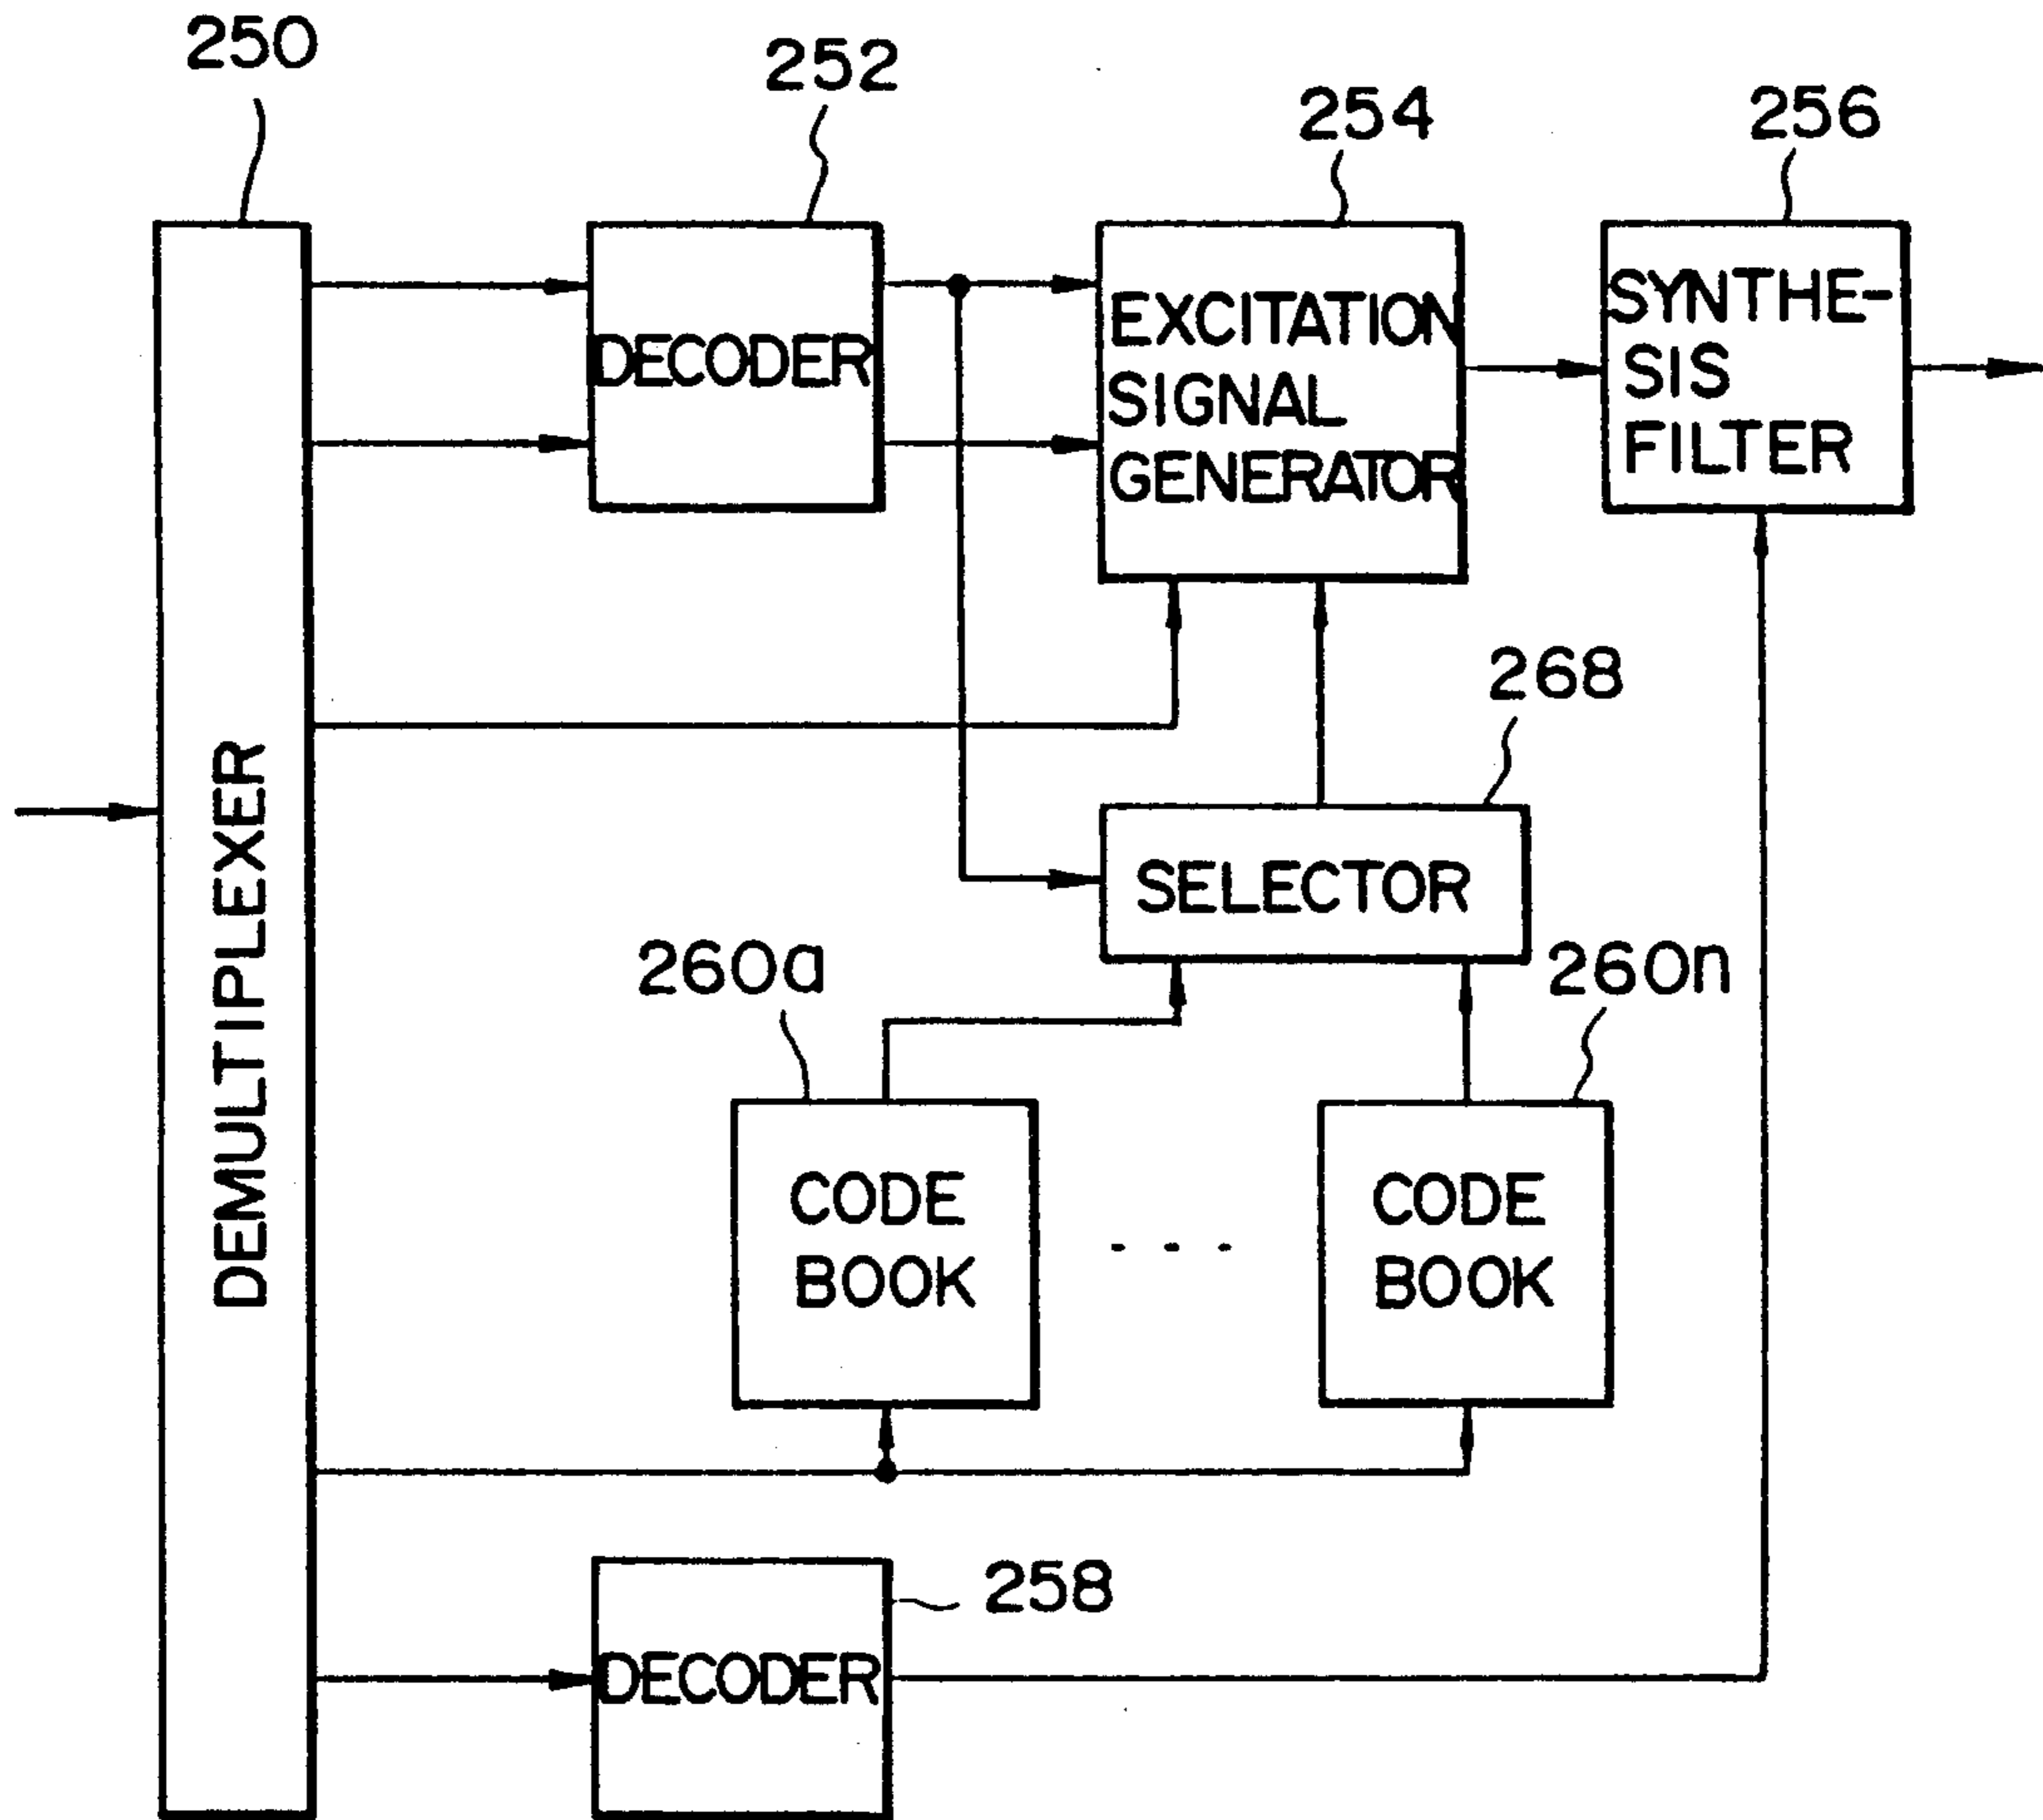 250
252
254
256
DECODER
EXCITATION
SIGNAL
GENERATOR
SYNTHE-
SIS
FILTER
268
SELECTOR
DEMULTIPLEXER
260a
260n
CODE
BOOK
. . .
CODE
BOOK
258
DECODER